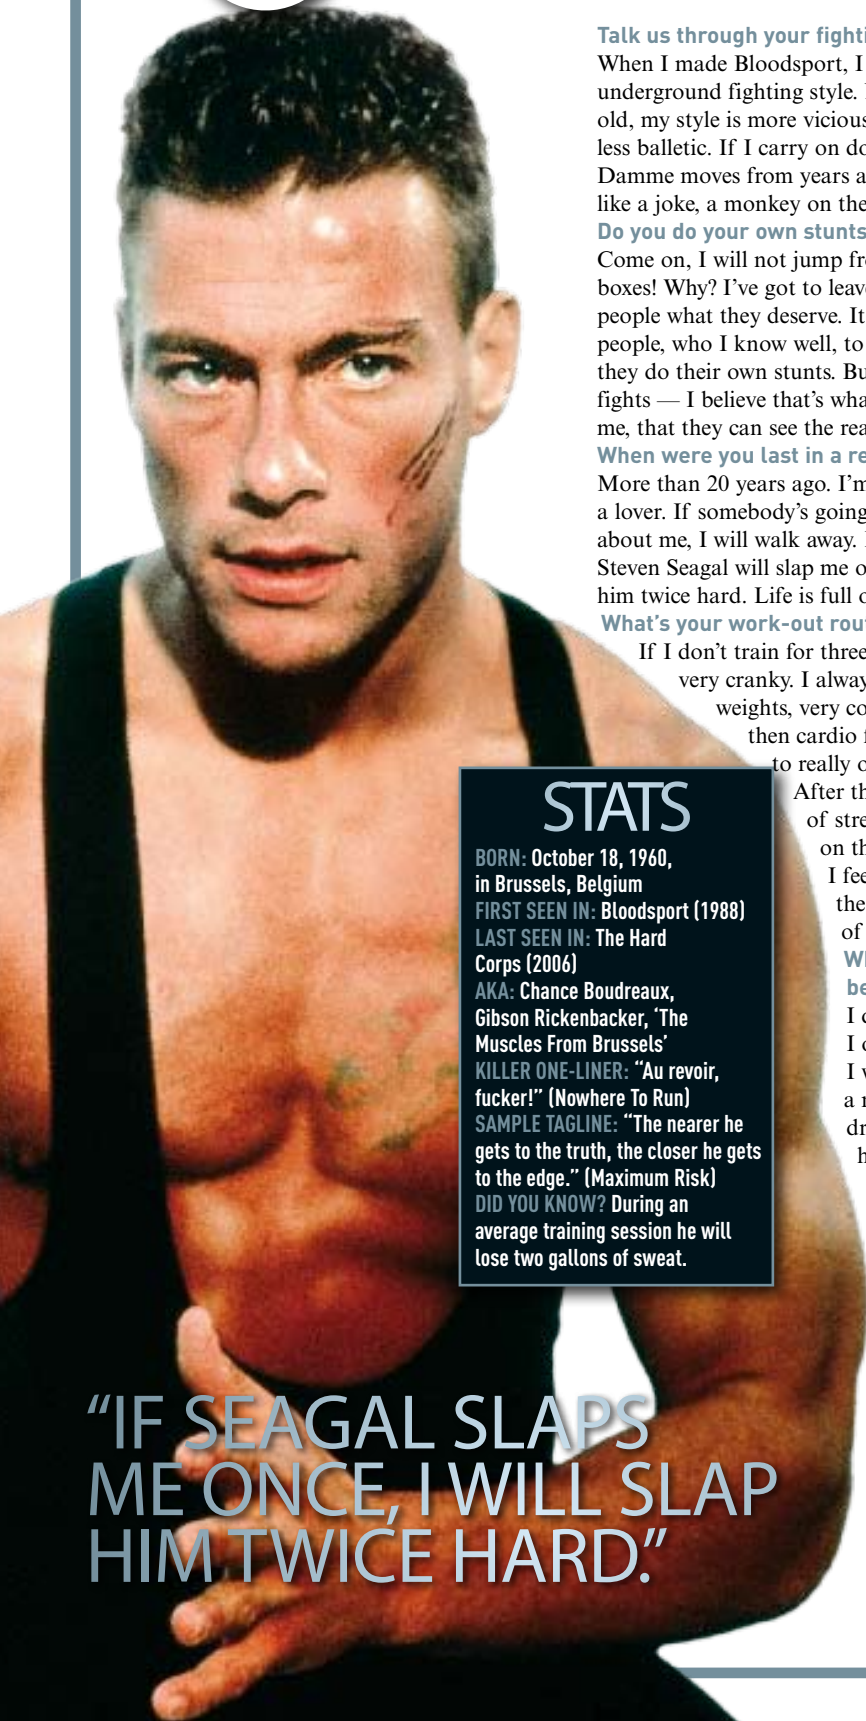 Talk us through your fighti
When I made Bloodsport, I
underground fighting style.
old, my style is more vicious
less balletic. If I carry on do
Damme moves from years a
like a joke, a monkey on the
Do you do your own stunts
Come on, I will not jump fr
boxes! Why? I've got to leav
people what they deserve. It
people, who I know well, to
they do their own stunts. Bu
fights — I believe that's wha
me, that they can see the rea
When were you last in a re
More than 20 years ago. I'm
a lover. If somebody's going
about me, I will walk away.
Steven Seagal will slap me o
him twice hard. Life is full o
What's your work-out rou
If I don't train for three
very cranky. I alway
weights, very co
then cardio f
to really o
After th
of stre
on th
I fee
the
of
Wh
be
I d
I d
I w
a r
dr
h
STATS
BORN: October 18, 1960,
in Brussels, Belgium
FIRST SEEN IN: Bloodsport (1988)
LAST SEEN IN: The Hard
Corps (2006)
AKA: Chance Boudreaux,
Gibson Rickenbacker, ‘The
Muscles From Brussels’
KILLER ONE-LINER: “Au revoir,
fucker!” (Nowhere To Run)
SAMPLE TAGLINE: “The nearer he
gets to the truth, the closer he gets
to the edge.” (Maximum Risk)
DID YOU KNOW? During an
average training session he will
lose two gallons of sweat.
“IF SEAGAL SLAPS
ME ONCE, I WILL SLAP
HIM TWICE HARD.”